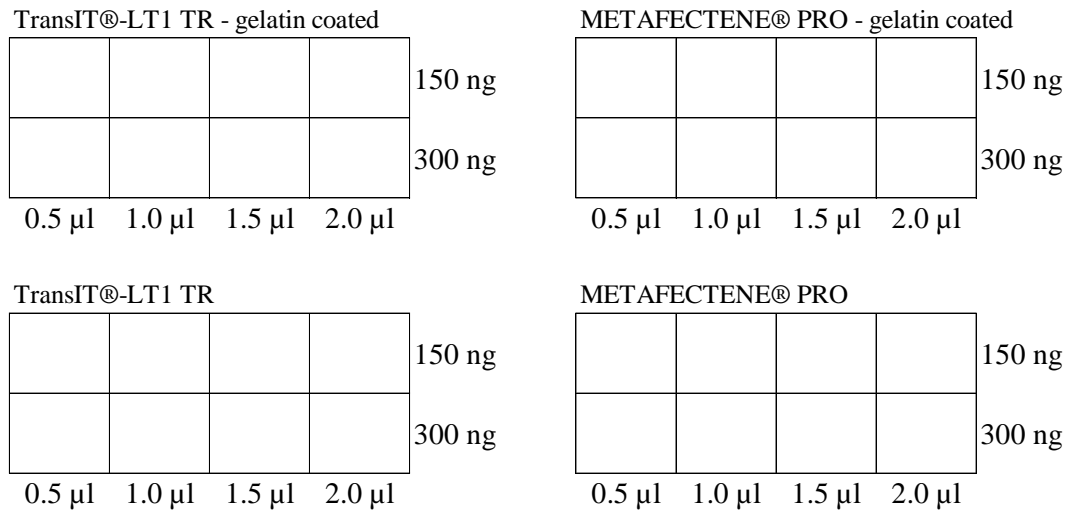 TransIT®-LT1 TR - gelatin coated
150 ng
300 ng
0.5 µl 1.0 µl 1.5 µl 2.0 µl
METAFECTENE® PRO - gelatin coated
150 ng
300 ng
0.5 µl 1.0 µl 1.5 µl 2.0 µl
TransIT®-LT1 TR
150 ng
300 ng
0.5 µl 1.0 µl 1.5 µl 2.0 µl
METAFECTENE® PRO
150 ng
300 ng
0.5 µl 1.0 µl 1.5 µl 2.0 µl